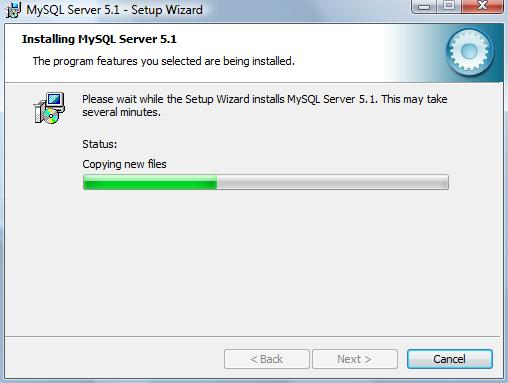 MySQL Server 5.1 - Setup Wizard
Installing MySQL Server 5.1
The program features you selected are being installed.
Please wait while the Setup Wizard installs MySQL Server 5.1. This may take
several minutes.
Status:
Copying new files
< Back
Next >
Cancel